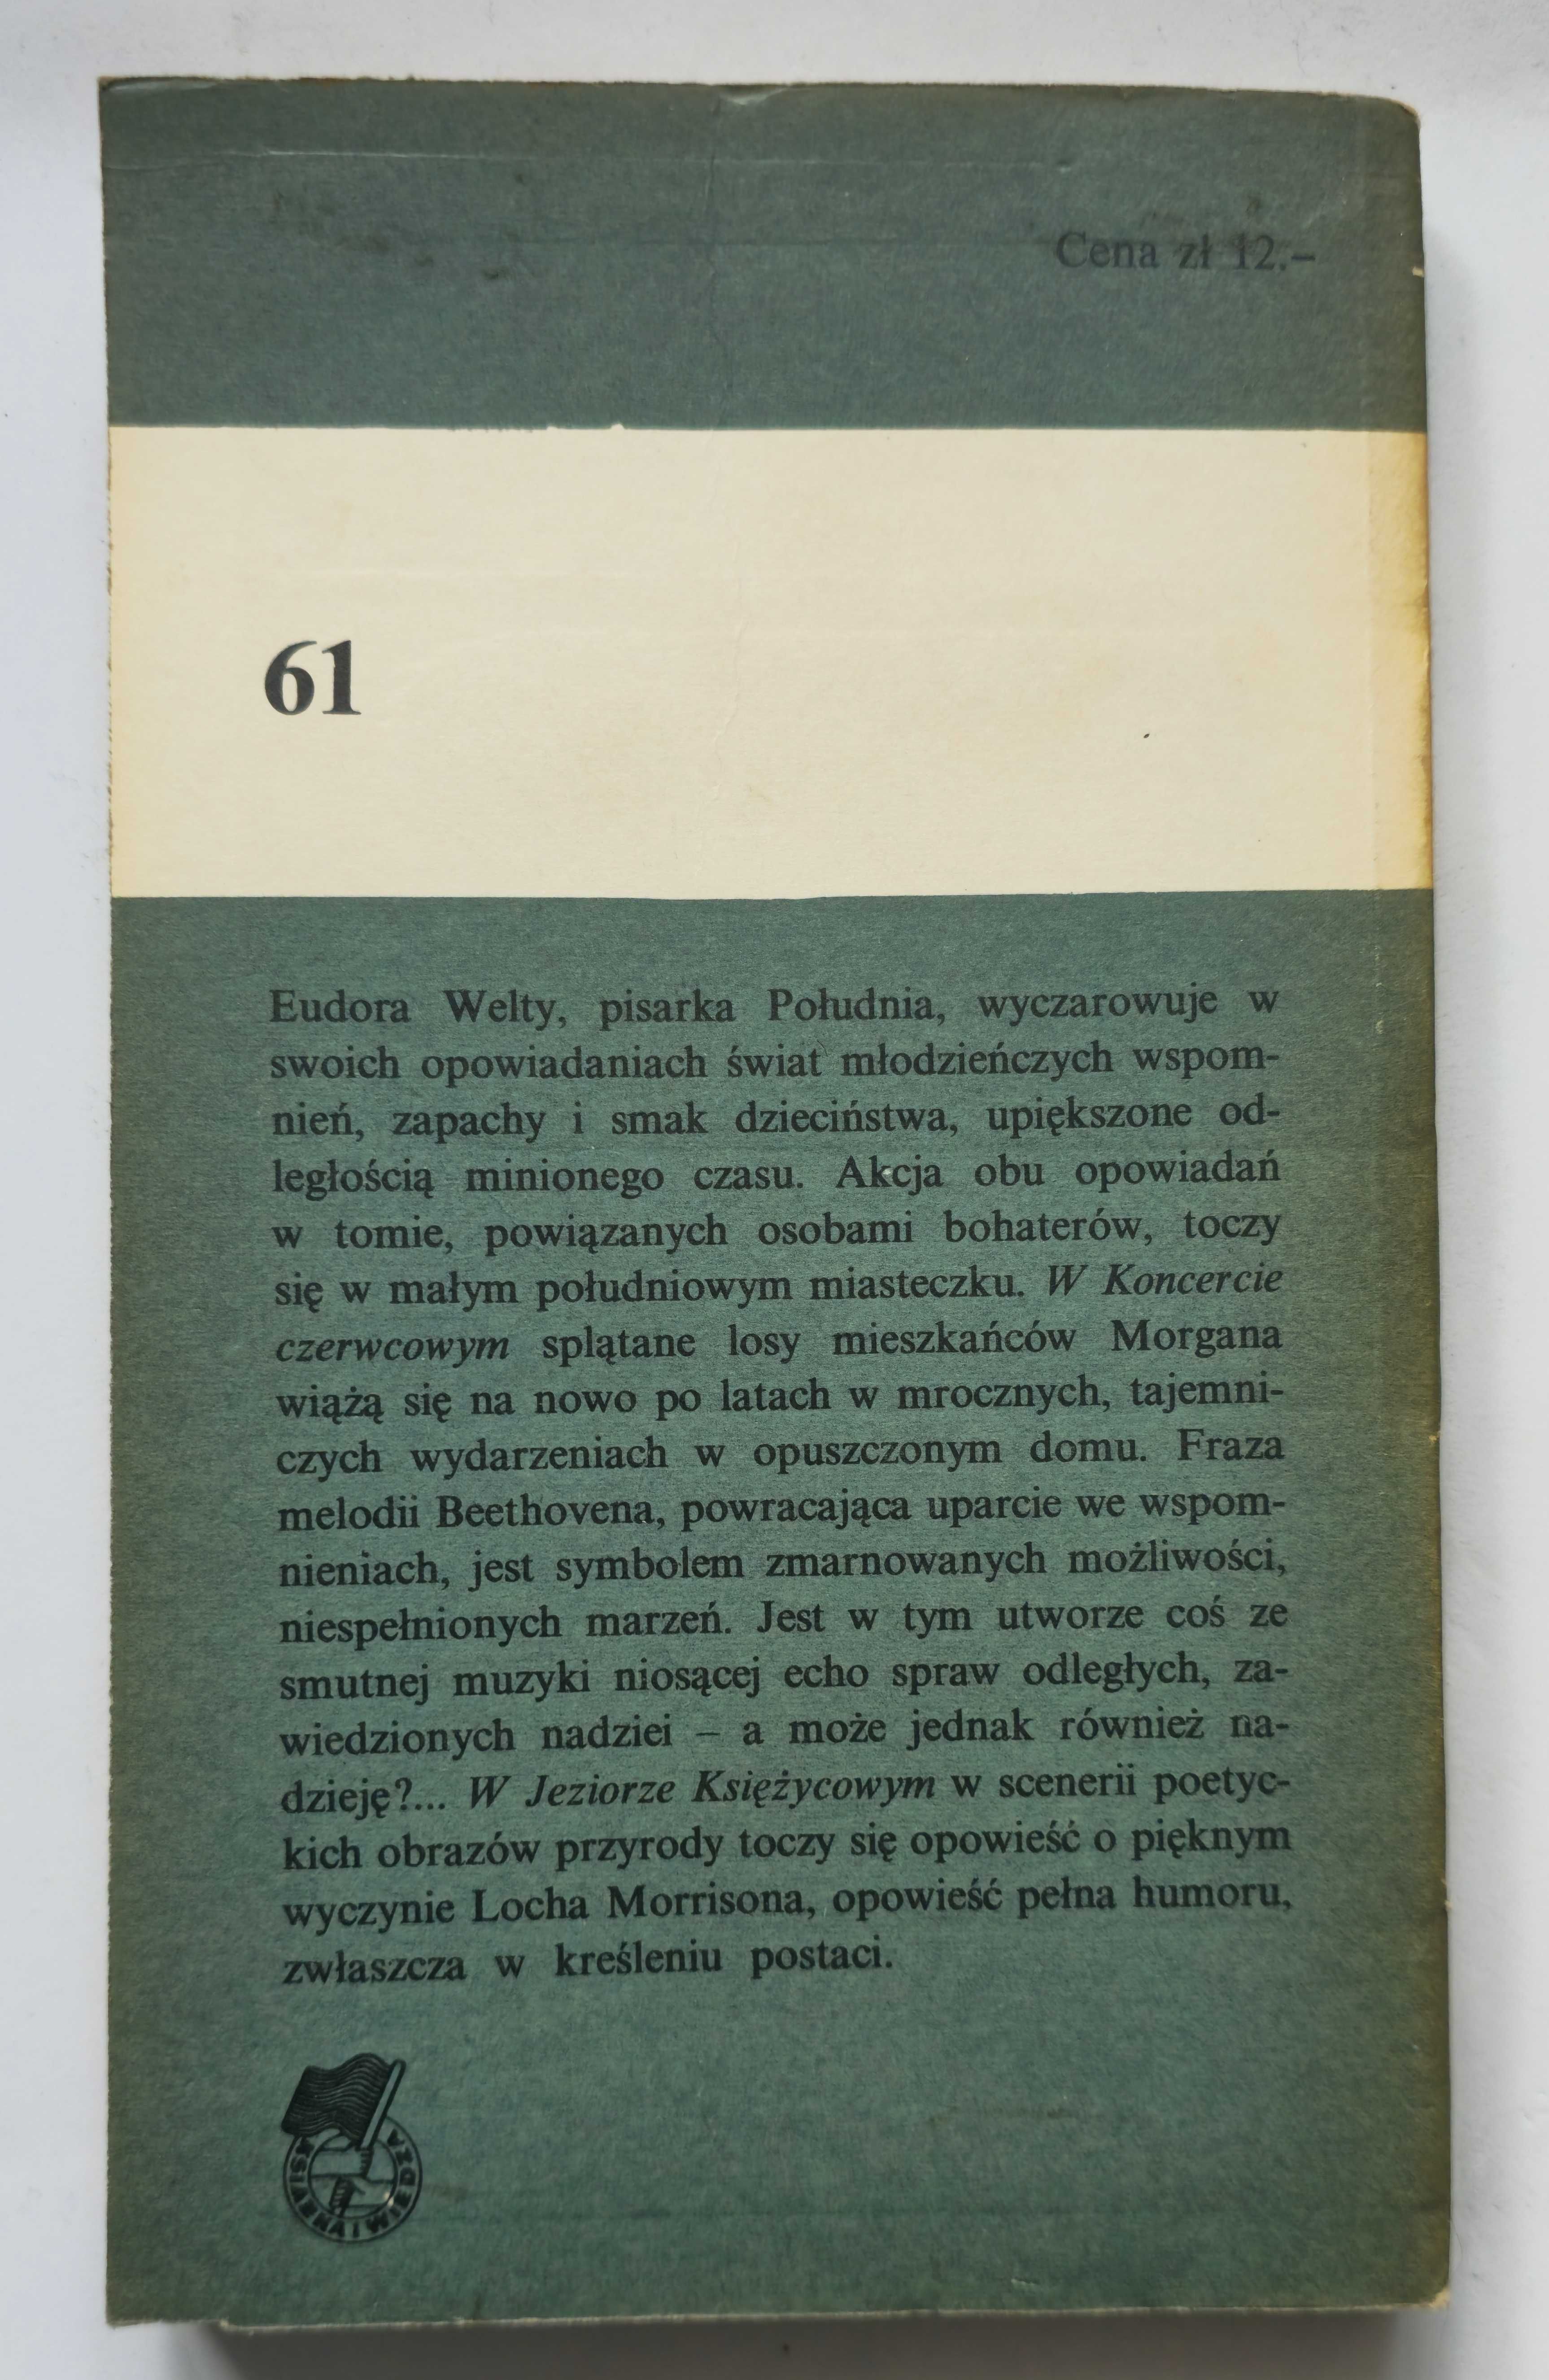 Cena zł 12.–
61
Eudora Welty, pisarka Południa, wyczarowuje w
swoich opowiadaniach świat młodzieńczych wspom-
nień, zapachy i smak dzieciństwa, upiększone od-
ległością minionego czasu. Akcja obu opowiadań
w tomie, powiązanych osobami bohaterów, toczy
się w małym południowym miasteczku. W Koncercie
czerwcowym splątane losy mieszkańców Morgana
wiążą się na nowo po latach w mrocznych, tajemni-
czych wydarzeniach w opuszczonym domu. Fraza
melodii Beethovena, powracająca uparcie we wspom-
nieniach, jest symbolem zmarnowanych możliwości,
niespełnionych marzeń. Jest w tym utworze coś ze
smutnej muzyki niosącej echo spraw odległych, za-
wiedzionych nadziei – a może jednak również na-
dzieję?... W Jeziorze Księżycowym w scenerii poetyc-
kich obrazów przyrody toczy się opowieść o pięknym
wyczynie Locha Morrisona, opowieść pełna humoru,
zwłaszcza w kreśleniu postaci.
KSIĄŻKA I WIEDZA